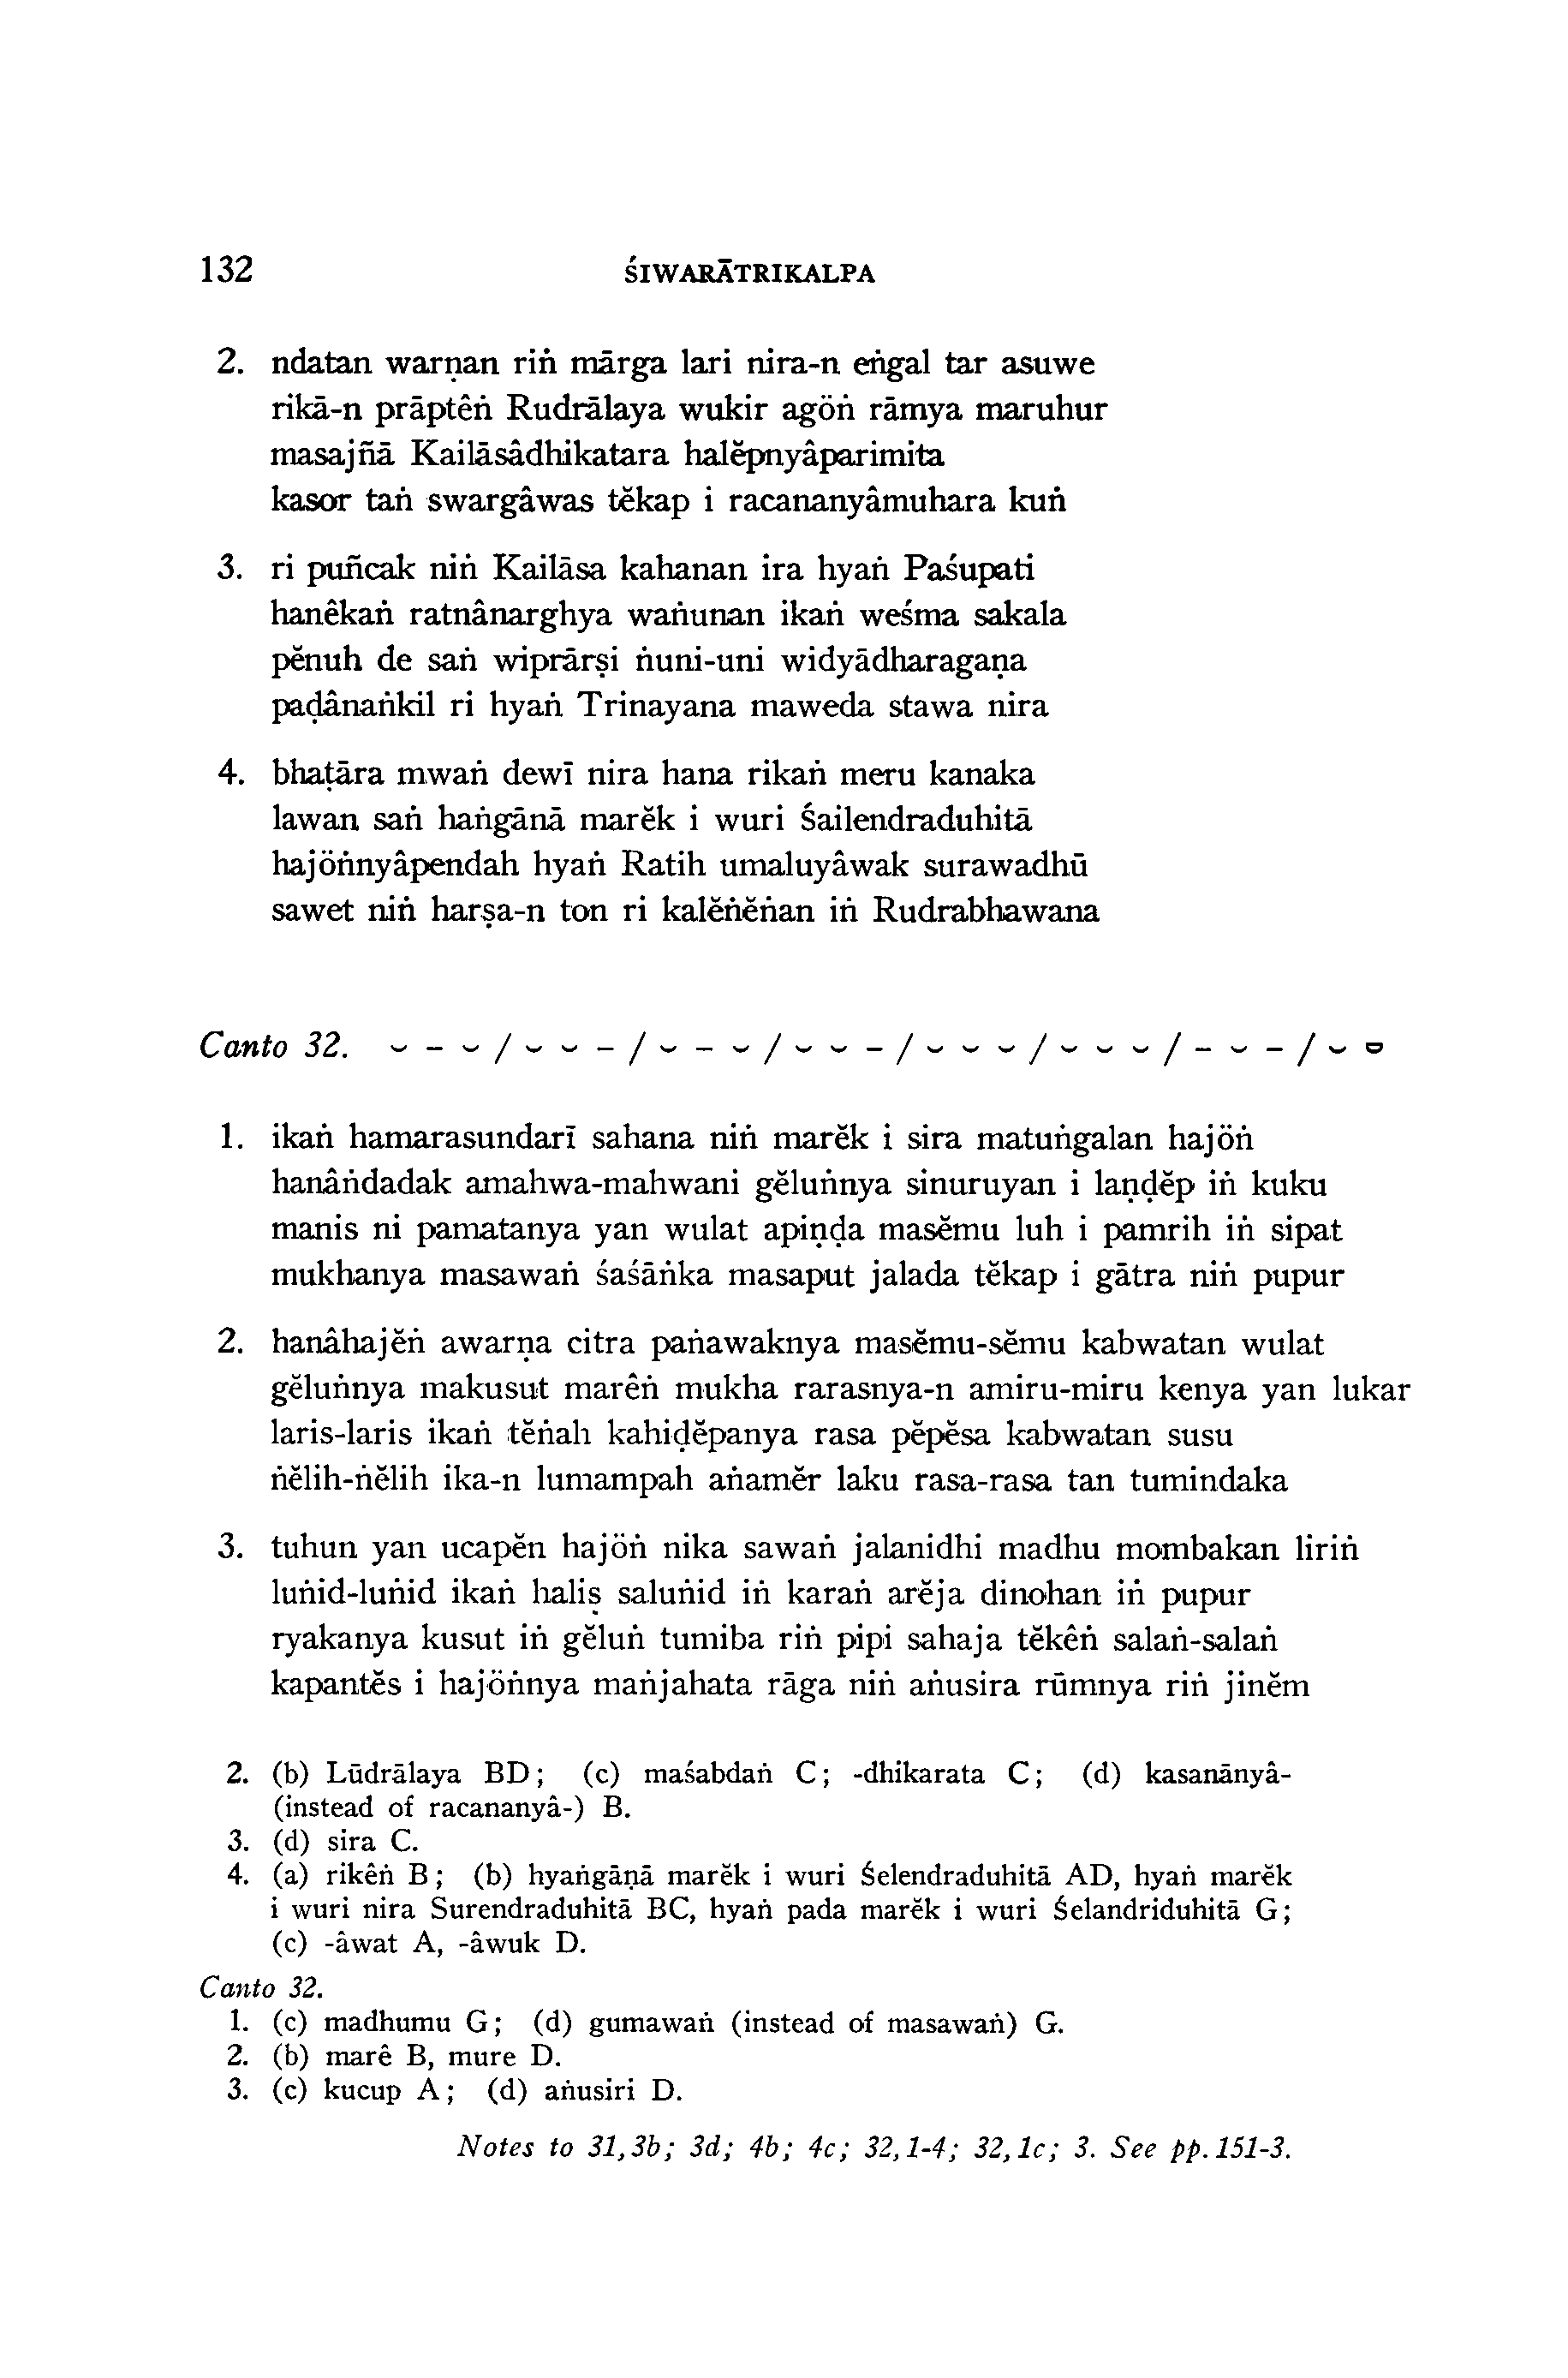 132 ŚIWARĀTRIKALPA
2. ndatan warṇan riṅ mārga lari nira-n eṅgal tar asuwe
rikā-n prāptêṅ Rudrālaya wukir agöṅ rāmya maruhur
masajñā Kailāsâdhikatara halĕpnyâparimita
kasor taṅ swargâwas tĕkap i racananyâmuhara kuṅ
3. ri puñcak niṅ Kailāsa kahanan ira hyaṅ Paśupati
hanêkaṅ ratnânarghya waṅunan ikaṅ weśma sakala
pĕnuh de saṅ wiprārṣi ṅuni-uni widyādharagaṇa
paḍânaṅkil ri hyaṅ Trinayana maweda stawa nira
4. bhaṭāra mwaṅ dewī nira hana rikaṅ meru kanaka
lawan saṅ haṅgānā marĕk i wuri Śailendraduhitā
hajöṅnyâpendah hyaṅ Ratih umaluyâwak surawadhū
sawet niṅ harṣa-n ton ri kalĕṅĕṅan iṅ Rudrabhawana
Canto 32. ⏑ – ⏑ / ⏑ ⏑ – / ⏑ – ⏑ / ⏑ ⏑ – / ⏑ ⏑ ⏑ / ⏑ ⏑ ⏑ / – ⏑ – / ⏑ ⏓
1. ikaṅ hamarasundarī sahana niṅ marĕk i sira matuṅgalan hajöṅ
hanâṅdadak amahwa-mahwani gĕluṅnya sinuruyan i laṇḍĕp iṅ kuku
manis ni pamatanya yan wulat apiṇḍa masĕmu luh i pamrih iṅ sipat
mukhanya masawaṅ śaśāṅka masaput jalada tĕkap i gātra niṅ pupur
2. hanâhajĕṅ awarṇa citra paṅawaknya masĕmu-sĕmu kabwatan wulat
gĕluṅnya makusut marêṅ mukha rarasnya-n amiru-miru kenya yan lukar
laris-laris ikaṅ tĕṅah kahiḍĕpanya rasa pĕpĕsa kabwatan susu
ṅĕlih-ṅĕlih ika-n lumampah aṅamĕr laku rasa-rasa tan tumindaka
3. tuhun yan ucapĕn hajöṅ nika sawaṅ jalanidhi madhu mombakan liriṅ
luṅid-luṅid ikaṅ halis saluṅid iṅ karaṅ arĕja dinohan iṅ pupur
ryakanya kusut iṅ gĕluṅ tumiba riṅ pipi sahaja tĕkêṅ salaṅ-salaṅ
kapantĕs i hajöṅnya maṅjahata rāga niṅ aṅusira rūmnya riṅ jinĕm
2. (b) Lūdrālaya BD; (c) maśabdaṅ C; -dhikarata C; (d) kasanānyâ-
(instead of racananyâ-) B.
3. (d) sira C.
4. (a) rikêṅ B; (b) hyaṅgāṇā marĕk i wuri Śelendraduhitā AD, hyaṅ marĕk
i wuri nira Surendraduhitā BC, hyaṅ pada marĕk i wuri Śelandriduhitā G;
(c) -âwat A, -âwuk D.
Canto 32.
1. (c) madhumu G; (d) gumawaṅ (instead of masawaṅ) G.
2. (b) marê B, mure D.
3. (c) kucup A; (d) aṅusiri D.
Notes to 31,3b; 3d; 4b; 4c; 32,1-4; 32,1c; 3. See pp.151-3.